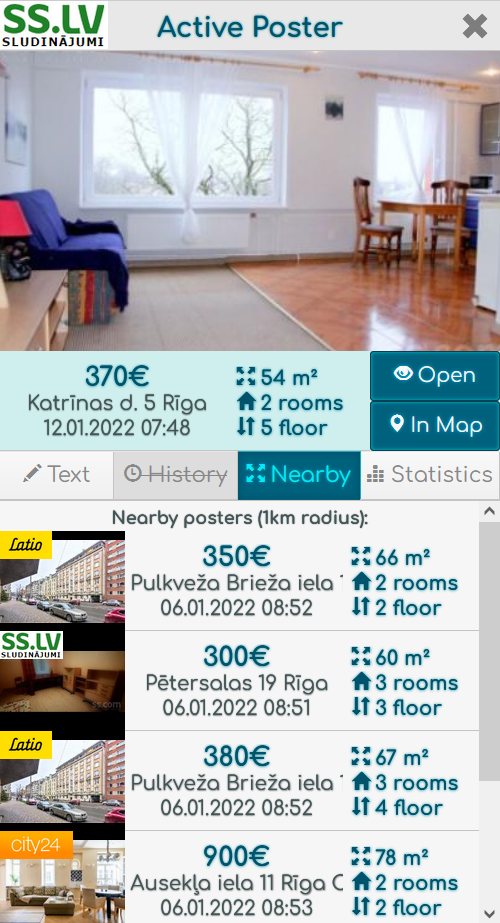 SS.LV
SLUDINĀJUMI
Active Poster
370€
Katrīnas d. 5 Rīga
12.01.2022 07:48
54 m²
2 rooms
5 floor
Open
In Map
Text
History
Nearby
Statistics
Nearby posters (1km radius):
Latio
350€
Pulkveža Brieža iela
06.01.2022 08:52
66 m²
2 rooms
2 floor
SS.LV
SLUDINĀJUMI
ss.com
300€
Pētersalas 19 Rīga
06.01.2022 08:51
60 m²
3 rooms
3 floor
Latio
380€
Pulkveža Brieža iela
06.01.2022 08:52
67 m²
3 rooms
4 floor
city24
900€
Ausekļa iela 11 Rīga C
06.01.2022 08:53
78 m²
2 rooms
2 floor